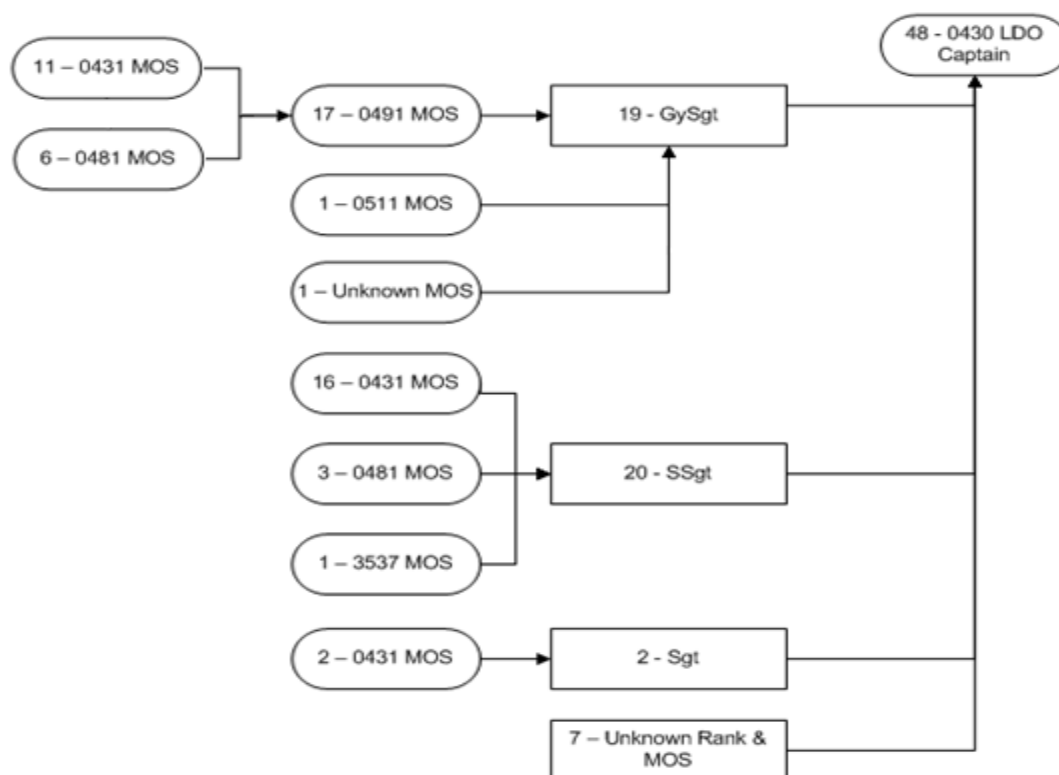 48 - 0430 LDO
Captain
11 – 0431 MOS
6 – 0481 MOS
17 – 0491 MOS
19 - GySgt
1 – 0511 MOS
1 – Unknown MOS
16 – 0431 MOS
3 – 0481 MOS
20 - SSgt
1 – 3537 MOS
2 – 0431 MOS
2 - Sgt
7 – Unknown Rank &
MOS